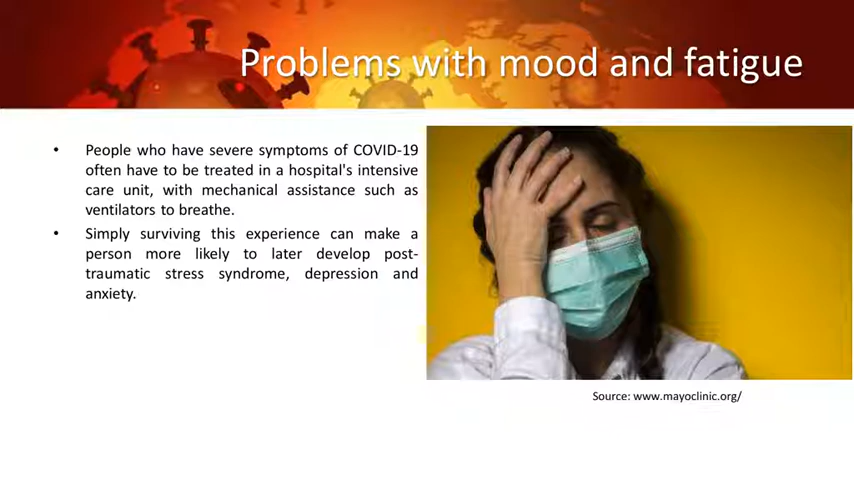 Problems with mood and fatigue
• People who have severe symptoms of COVID-19
often have to be treated in a hospital's intensive
care unit, with mechanical assistance such as
ventilators to breathe.
• Simply surviving this experience can make a
person more likely to later develop post-
traumatic stress syndrome, depression and
anxiety.
Source: www.mayoclinic.org/